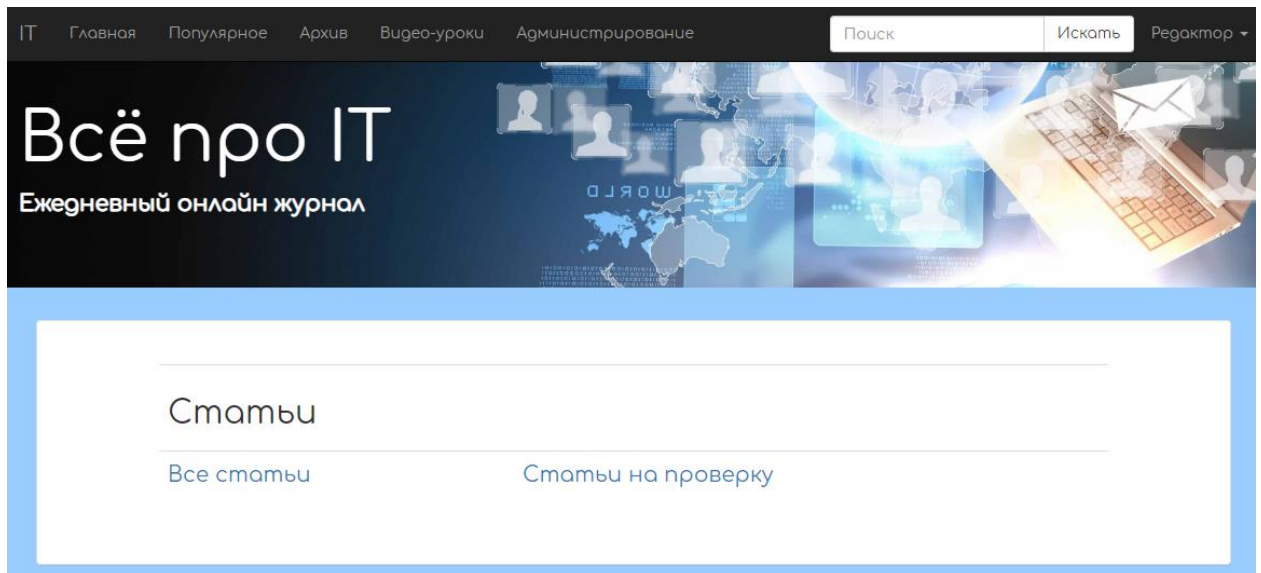 IT Главная Популярное Архив Видео-уроки Администрирование Поиск Искать Редактор
Всё про IT
Ежедневный онлайн журнал
WORLD
Статьи
Все статьи Статьи на проверку